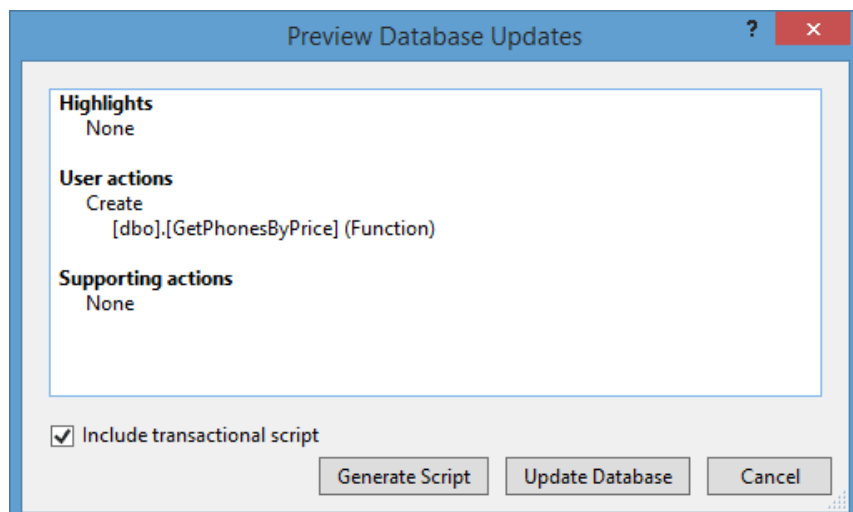 Preview Database Updates
?
Highlights
None
User actions
Create
[dbo].[GetPhonesByPrice] (Function)
Supporting actions
None
Include transactional script
Generate Script
Update Database
Cancel